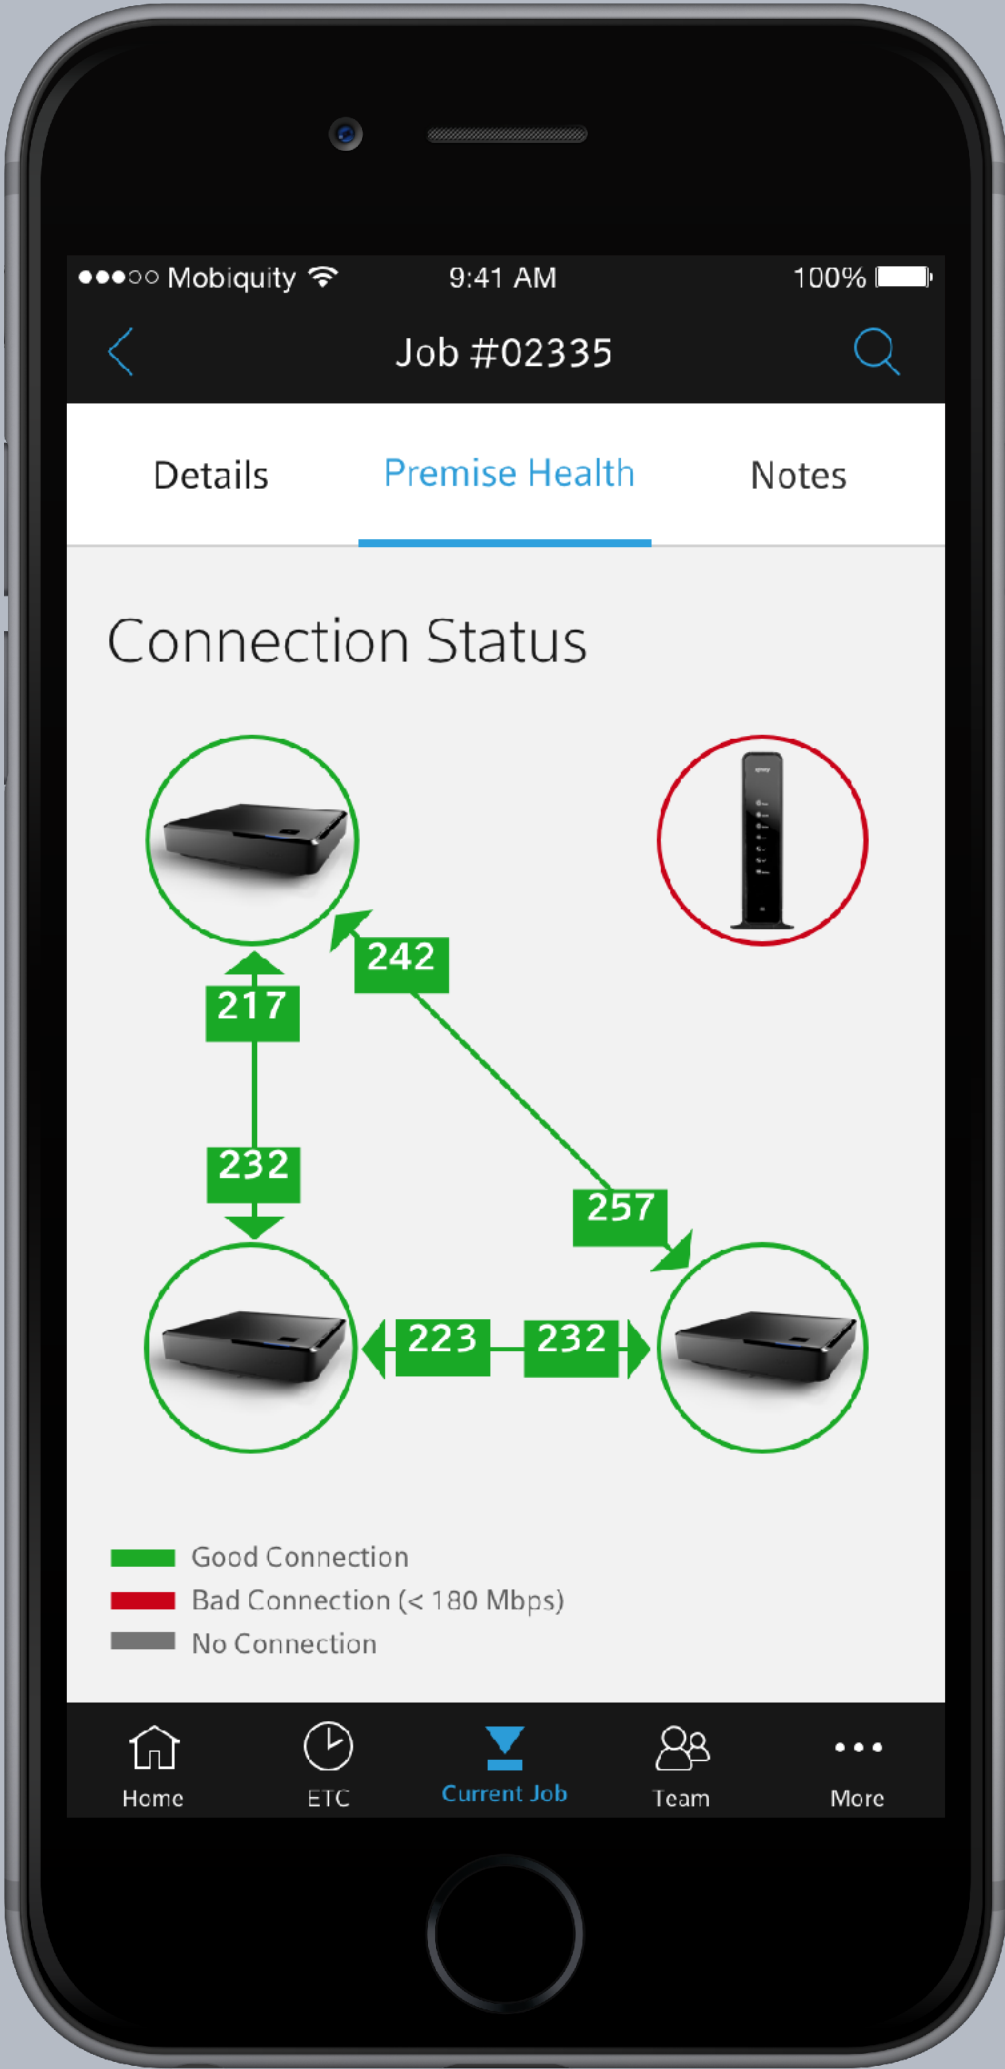 Mobiquity 9:41 AM 100%
Job #02335
Details Premise Health Notes
Connection Status
242
217
232
257
223 232
Good Connection
Bad Connection (< 180 Mbps)
No Connection
Home ETC Current Job Team More